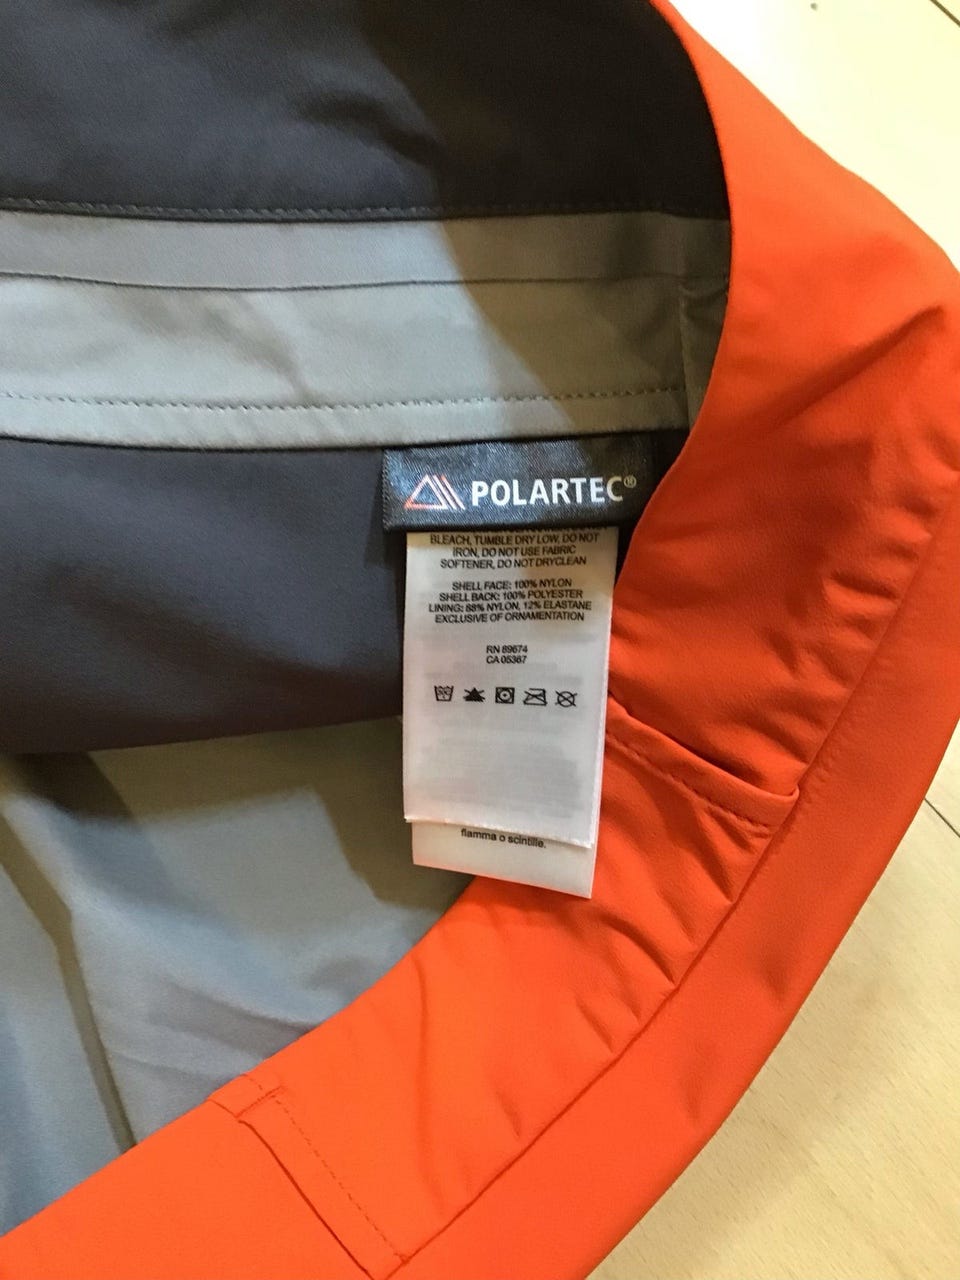 POLARTEC®
BLEACH, TUMBLE DRY LOW, DO NOT
IRON, DO NOT USE FABRIC
SOFTENER, DO NOT DRYCLEAN
SHELL FACE: 100% NYLON
SHELL BACK: 100% POLYESTER
LINING: 88% NYLON, 12% ELASTANE
EXCLUSIVE OF ORNAMENTATION
RN 89674
CA 05367
fiamma o scintille.